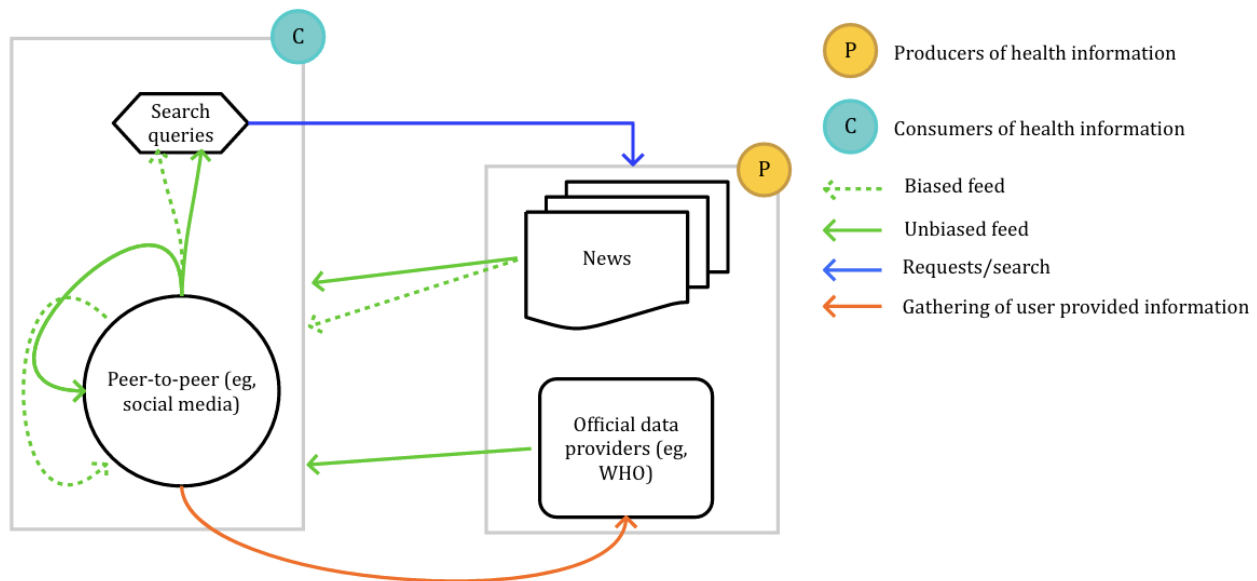 C
Search
queries
Peer-to-peer (eg,
social media)
P
News
Official data
providers (eg,
WHO)
P
Producers of health information
C
Consumers of health information
Biased feed
Unbiased feed
Requests/search
Gathering of user provided information